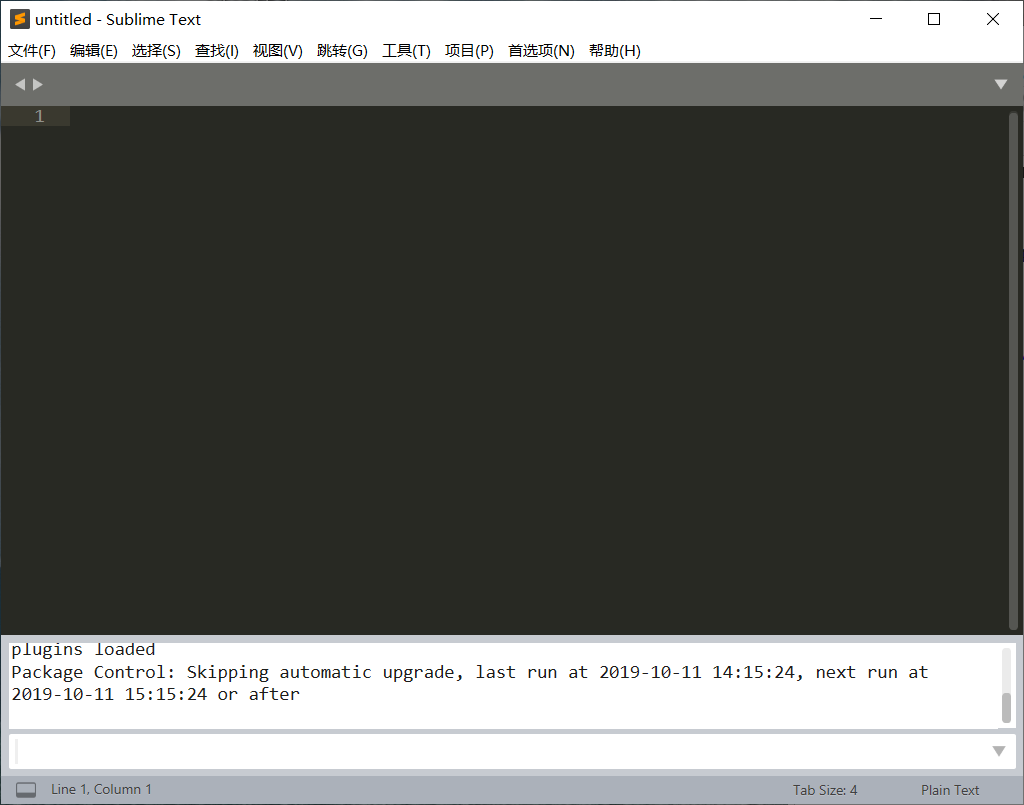 untitled - Sublime Text
文件(F) 编辑(E) 选择(S) 查找(I) 视图(V) 跳转(G) 工具(T) 项目(P) 首选项(N) 帮助(H)
1
plugins loaded
Package Control: Skipping automatic upgrade, last run at 2019-10-11 14:15:24, next run at
2019-10-11 15:15:24 or after
Line 1, Column 1 Tab Size: 4 Plain Text